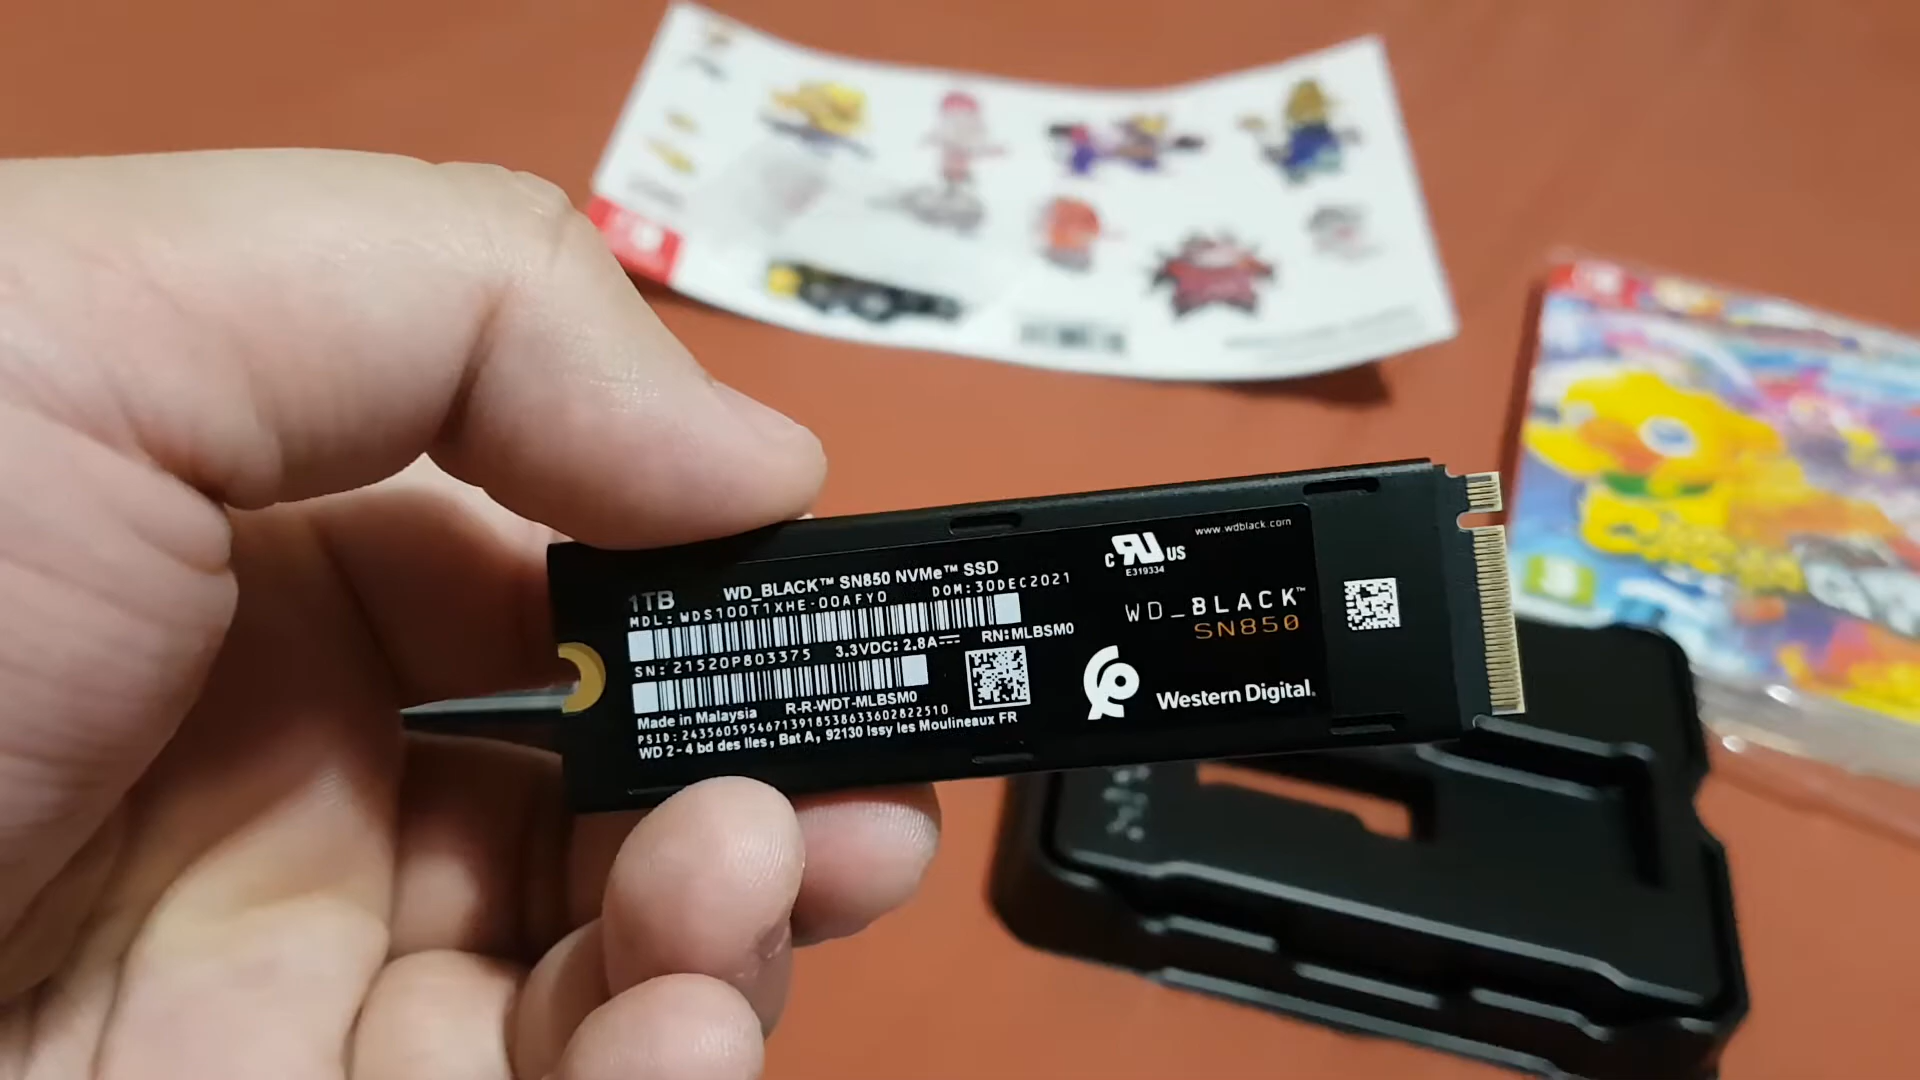 1TB
WD_BLACK™ SN850 NVMe™ SSD
MDL: WDS100T1XHE-00AFY0
DOM:30DEC2021
SN: 21520P803375
3.3VDC: 2.8A
RN: MLBSM0
Made in Malaysia
R-R-WDT-MLBSM0
PSID: 24356059546713918538633602822510
WD 2-4 bd des Iles, Bat A, 92130 Issy les Moulineaux FR
C RU US
E319334
www.wdblack.com
WD_BLACK™
SN850
Western Digital.